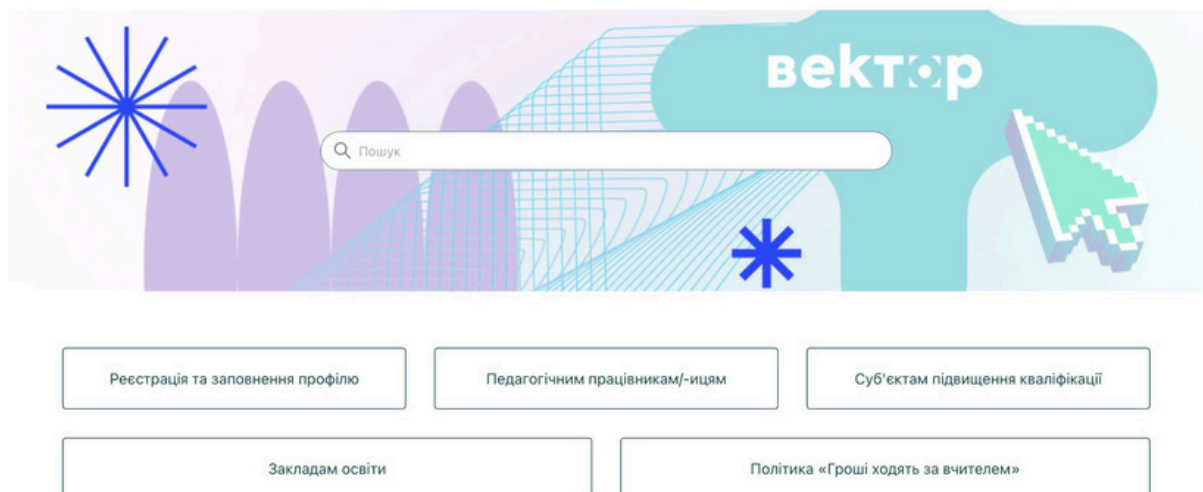 вектор
Пошук
Реєстрація та заповнення профілю
Педагогічним працівникам/-ицям
Суб'єктам підвищення кваліфікації
Закладам освіти
Політика «Гроші ходять за вчителем»